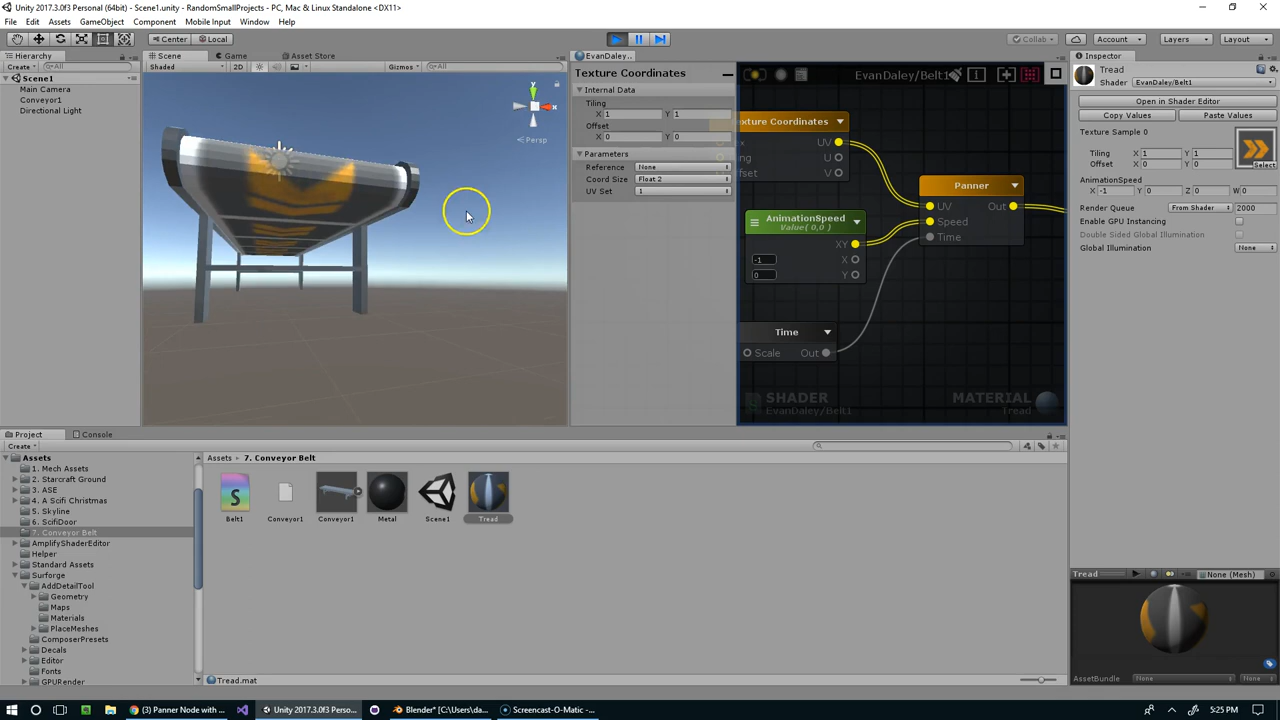 Unity 2017.3.0f3 Personal (64bit) - Scene1.unity - RandomSmallProjects - PC, Mac & Linux Standalone <DX11>
File Edit Assets GameObject Component Mobile Input Window Help
Center Local Collab Account Layers Layout
Hierarchy
Create All
Scene1
Main Camera
Conveyor1
Directional Light
Scene Game Asset Store
Shaded 2D Gizmos All
Persp
EvanDaley..
Texture Coordinates
Internal Data
Tiling
X 1 Y 1
Offset
X 0 Y 0
Parameters
Reference None
Coord Size Float 2
UV Set 1
EvanDaley/Belt1
exture Coordinates
UV
U
V
AnimationSpeed
Value( 0,0 )
XY
-1 X
0 Y
Time
Scale Out
Panner
UV Out
Speed
Time
SHADER
EvanDaley/Belt1
MATERIAL
Tread
Inspector
Tread
Shader EvanDaley/Belt1
Open in Shader Editor
Copy Values Paste Values
Texture Sample 0
Tiling X 1 Y 1
Offset X 0 Y 0
Select
AnimationSpeed
X -1 Y 0 Z 0 W 0
Render Queue From Shader 2000
Enable GPU Instancing
Double Sided Global Illumination
Global Illumination None
Project Console
Create
Assets
1. Mech Assets
2. Starcraft Ground
3. ASE
4. A Scifi Christmas
5. Skyline
6. ScifiDoor
7. Conveyor Belt
AmplifyShaderEditor
Helper
Standard Assets
Surforge
AddDetailTool
Geometry
Maps
Materials
PlaceMeshes
ComposerPresets
Decals
Editor
Fonts
GPURender
Assets 7. Conveyor Belt
Belt1 Conveyor1 Conveyor1 Metal Scene1 Tread
Tread.mat
Tread None (Mesh)
AssetBundle None None
(3) Panner Node with ... Unity 2017.3.0f3 Perso... Blender* [C:\Users\da... Screencast-O-Matic - ... 5:25 PM